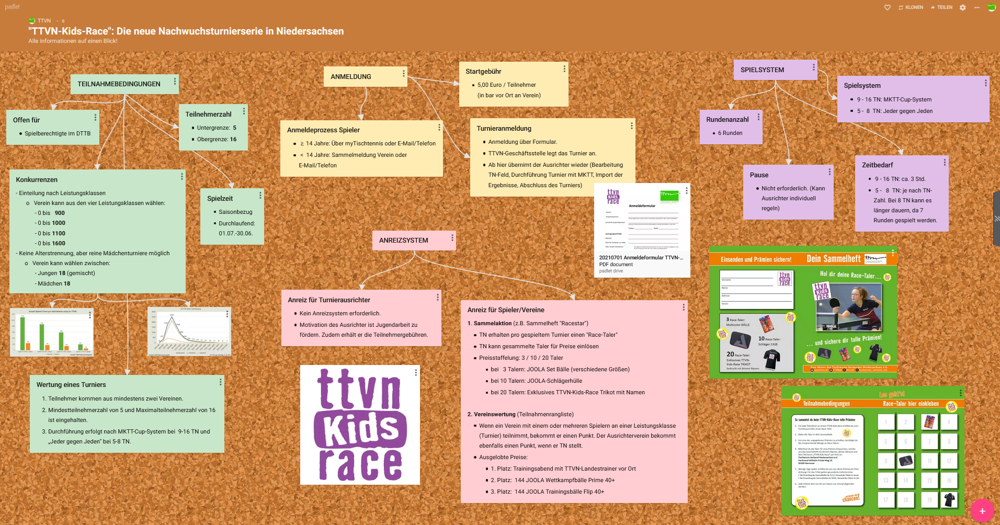 padlet
KLONEN
TEILEN
TTVN
s
"TTVN-Kids-Race": Die neue Nachwuchsturnierserie in Niedersachsen
Alle Informationen auf einen Blick!
TEILNAHMEBEDINGUNGEN
Offen für
• Spielberechtigte im DTTB
Teilnehmerzahl
• Untergrenze: 5
• Obergrenze: 16
Konkurrenzen
- Einteilung nach Leistungsklassen
o Verein kann aus den vier Leistungsklassen wählen:
- 0 bis 900
- 0 bis 1000
- 0 bis 1100
- 0 bis 1600
- Keine Alterstrennung, aber reine Mädchenturniere möglich
o Verein kann wählen zwischen:
- Jungen 18 (gemischt)
- Mädchen 18
Spielzeit
• Saisonbezug
• Durchlaufend:
01.07.-30.06.
Wertung eines Turniers
1. Teilnehmer kommen aus mindestens zwei Vereinen.
2. Mindestteilnehmerzahl von 5 und Maximalteilnehmerzahl von 16
ist eingehalten.
3. Durchführung erfolgt nach MKTT-Cup-System bei 9-16 TN und
„Jeder gegen Jeden“ bei 5-8 TN.
ANMELDUNG
Startgebühr
• 5,00 Euro / Teilnehmer
(in bar vor Ort an Verein)
Anmeldeprozess Spieler
• ≥ 14 Jahre: Über myTischtennis oder E-Mail/Telefon
• < 14 Jahre: Sammelmeldung Verein oder
E-Mail/Telefon
Turnieranmeldung
• Anmeldung über Formular.
• TTVN-Geschäftsstelle legt das Turnier an.
• Ab hier übernimmt der Ausrichter wieder (Bearbeitung
TN-Feld, Durchführung Turnier mit MKTT, Import der
Ergebnisse, Abschluss des Turniers)
ttvn
Kids
race
Anmeldeformular
20210701 Anmeldeformular TTVN-...
PDF document
padlet drive
ANREIZSYSTEM
Anreiz für Turnierausrichter
• Kein Anreizsystem erforderlich.
• Motivation des Ausrichter ist Jugendarbeit zu
fördern. Zudem erhält er die Teilnehmergebühren.
ttvn
Kids
race
Anreiz für Spieler/Vereine
1. Sammelaktion (z.B. Sammelheft "Racestar")
• TN erhalten pro gespieltem Turnier einen "Race-Taler"
• TN kann gesammelte Taler für Preise einlösen
• Preisstaffelung: 3 / 10 / 20 Taler
• bei 3 Talern: JOOLA Set Bälle (verschiedene Größen)
• bei 10 Talern: JOOLA-Schlägerhülle
• bei 20 Talern: Exklusives TTVN-Kids-Race Trikot mit Namen
2. Vereinswertung (Teilnahmenrangliste)
• Wenn ein Verein mit einem oder mehreren Spielern an einer Leistungsklasse
(Turnier) teilnimmt, bekommt er einen Punkt. Der Ausrichterverein bekommt
ebenfalls einen Punkt, wenn er TN stellt.
• Ausgelobte Preise:
• 1. Platz: Trainingsabend mit TTVN-Landestrainer vor Ort
• 2. Platz: 144 JOOLA Wettkampfbälle Prime 40+
• 3. Platz: 144 JOOLA Trainingsbälle Flip 40+
SPIELSYSTEM
Spielsystem
• 9 - 16 TN: MKTT-Cup-System
• 5 - 8 TN: Jeder gegen Jeden
Rundenanzahl
• 6 Runden
Pause
• Nicht erforderlich. (Kann
Ausrichter individuell
regeln)
Zeitbedarf
• 9 - 16 TN: ca. 3 Std.
• 5 - 8 TN: je nach TN-
Zahl. Bei 8 TN kann es
länger dauern, da 7
Runden gespielt werden.
Einsenden und Prämien sichern!
Dein Sammelheft
Vorname
Name
Adresse
Verein
ttvn
Kids
race
Hol dir deine Race-Taler...
ttvn
Kids
race
3 Race-Taler:
Multicolor BÄLLE
10 Race-Taler:
Schläger CASE
20 Race-Taler:
Exklusives TTVN-
Kids-Race TRIKOT
bedruckt mit deinem Namen
JOOLA
... und sichere dir tolle Prämien!
Eine Aktion des Tischtennis-Verbandes Niedersachsen e.V.
Los geht's!
Teilnahmebedingungen
Race-Taler hier einkleben
So sammelst du beim TTVN-Kids-Race tolle Prämien:
1
2
4
5
6
7
8
9
11
12
13
14
15
16
17
18
19
+